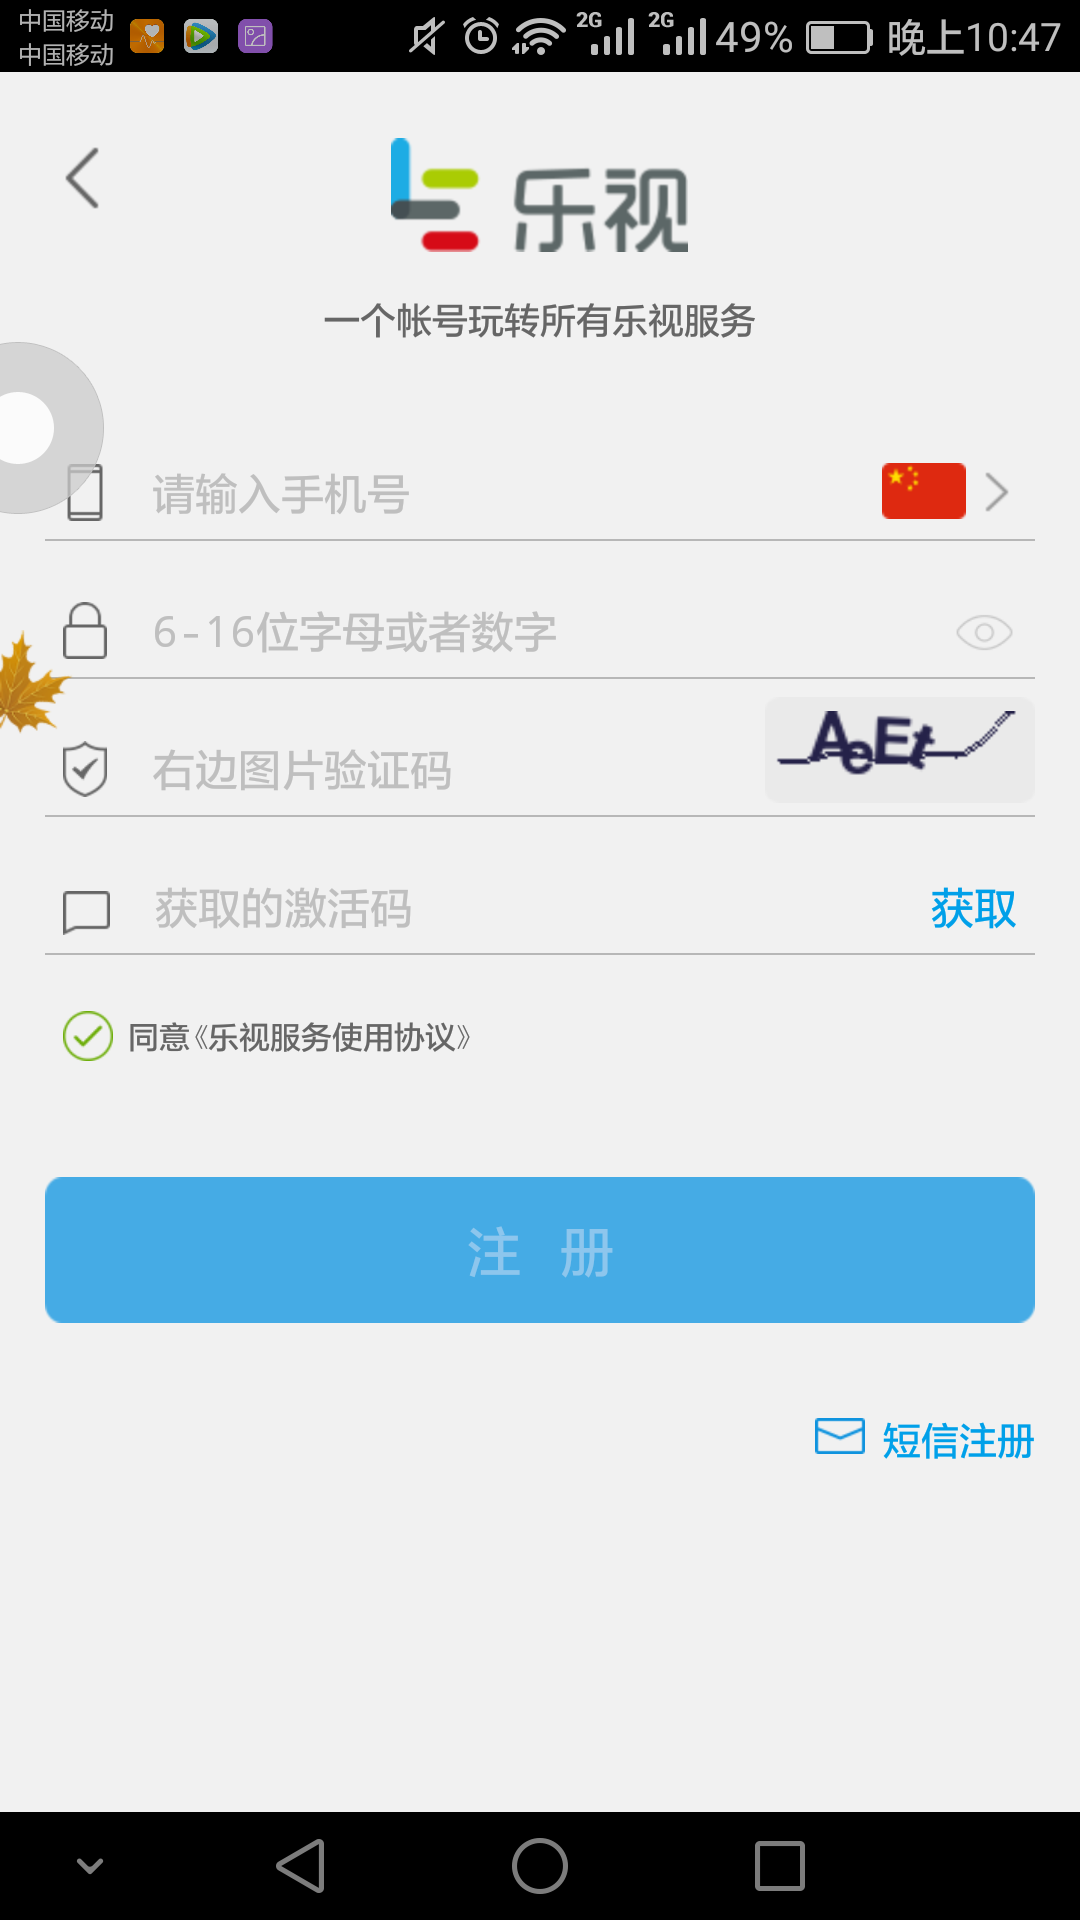 中国移动
中国移动
2G 2G 49% 晚上10:47
乐视
一个帐号玩转所有乐视服务
请输入手机号
6-16位字母或者数字
右边图片验证码 AeEt
获取的激活码 获取
同意《乐视服务使用协议》
注 册
短信注册